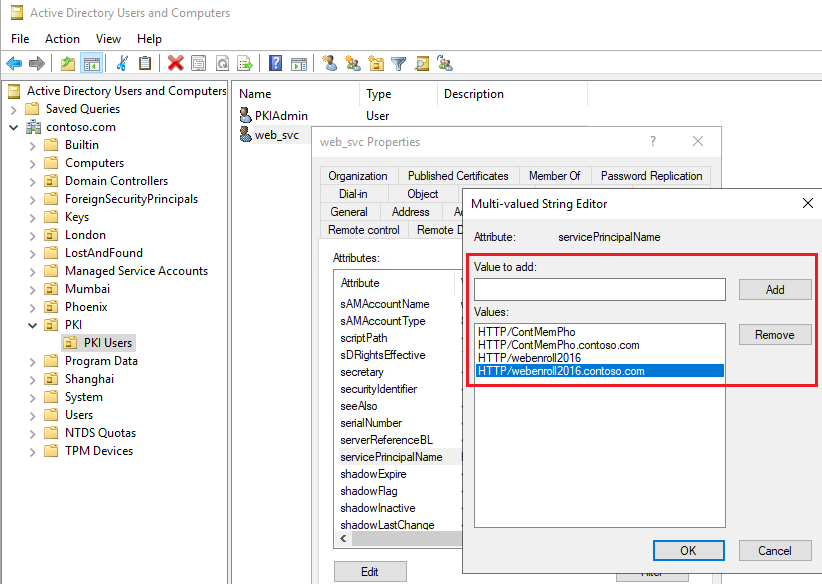 Active Directory Users and Computers
File Action View Help
Active Directory Users and Computers
Saved Queries
contoso.com
Builtin
Computers
Domain Controllers
ForeignSecurityPrincipals
Keys
London
LostAndFound
Managed Service Accounts
Mumbai
Phoenix
PKI
PKI Users
Program Data
Shanghai
System
Users
NTDS Quotas
TPM Devices
Name Type Description
PKIAdmin User
web_svc
web_svc Properties
Organization Published Certificates Member Of Password Replication
Dial-in Object
General Address
Remote control Remote
Attributes:
Attribute
sAMAccountName
sAMAccountType
scriptPath
sDRightsEffective
secretary
securityIdentifier
seeAlso
serialNumber
serverReferenceBL
servicePrincipalName
shadowExpire
shadowFlag
shadowInactive
shadowLastChange
Edit
Multi-valued String Editor
Attribute: servicePrincipalName
Value to add:
Add
Values:
HTTP/ContMemPho
HTTP/ContMemPho.contoso.com
HTTP/webenroll2016
HTTP/webenroll2016.contoso.com
Remove
OK Cancel